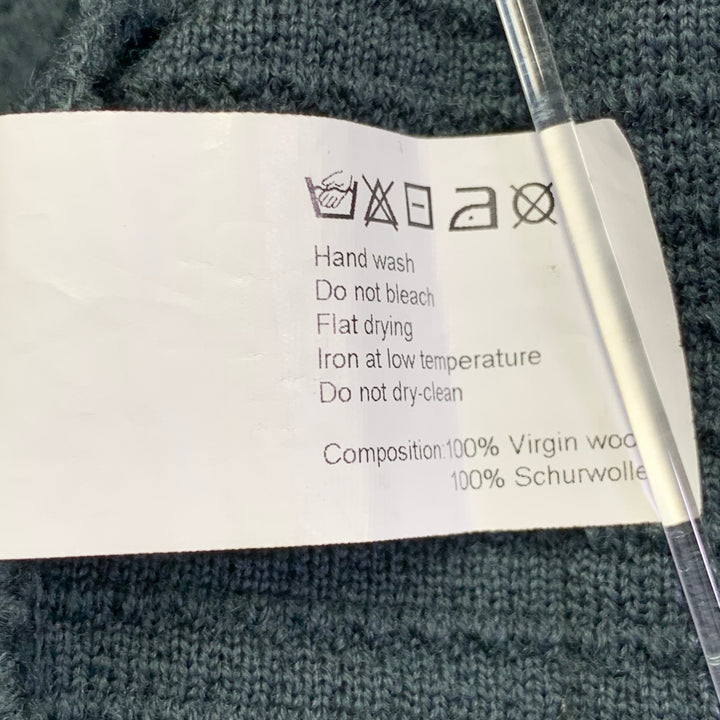 Hand wash
Do not bleach
Flat drying
Iron at low temperature
Do not dry-clean
Composition:100% Virgin woo
100% Schurwolle